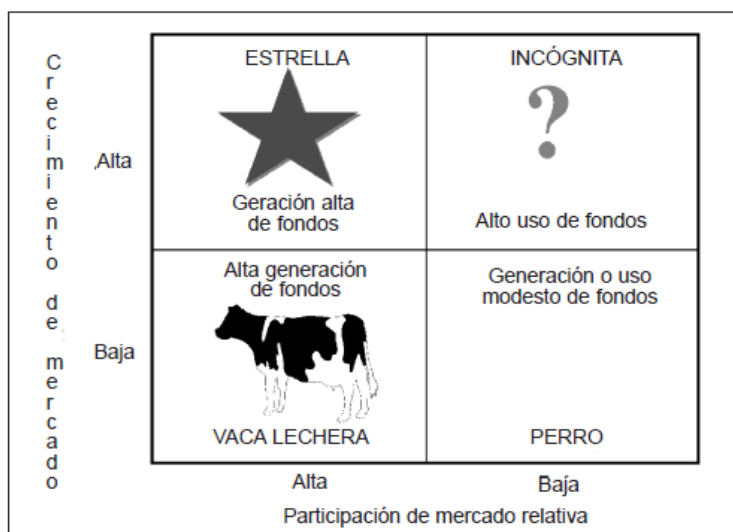 Crecimiento de mercado
ESTRELLA
INCÓGNITA
?
Alta
Geración alta
de fondos
Alto uso de fondos
Alta generación
de fondos
Generación o uso
modesto de fondos
Baja
VACA LECHERA
PERRO
Alta
Baja
Participación de mercado relativa